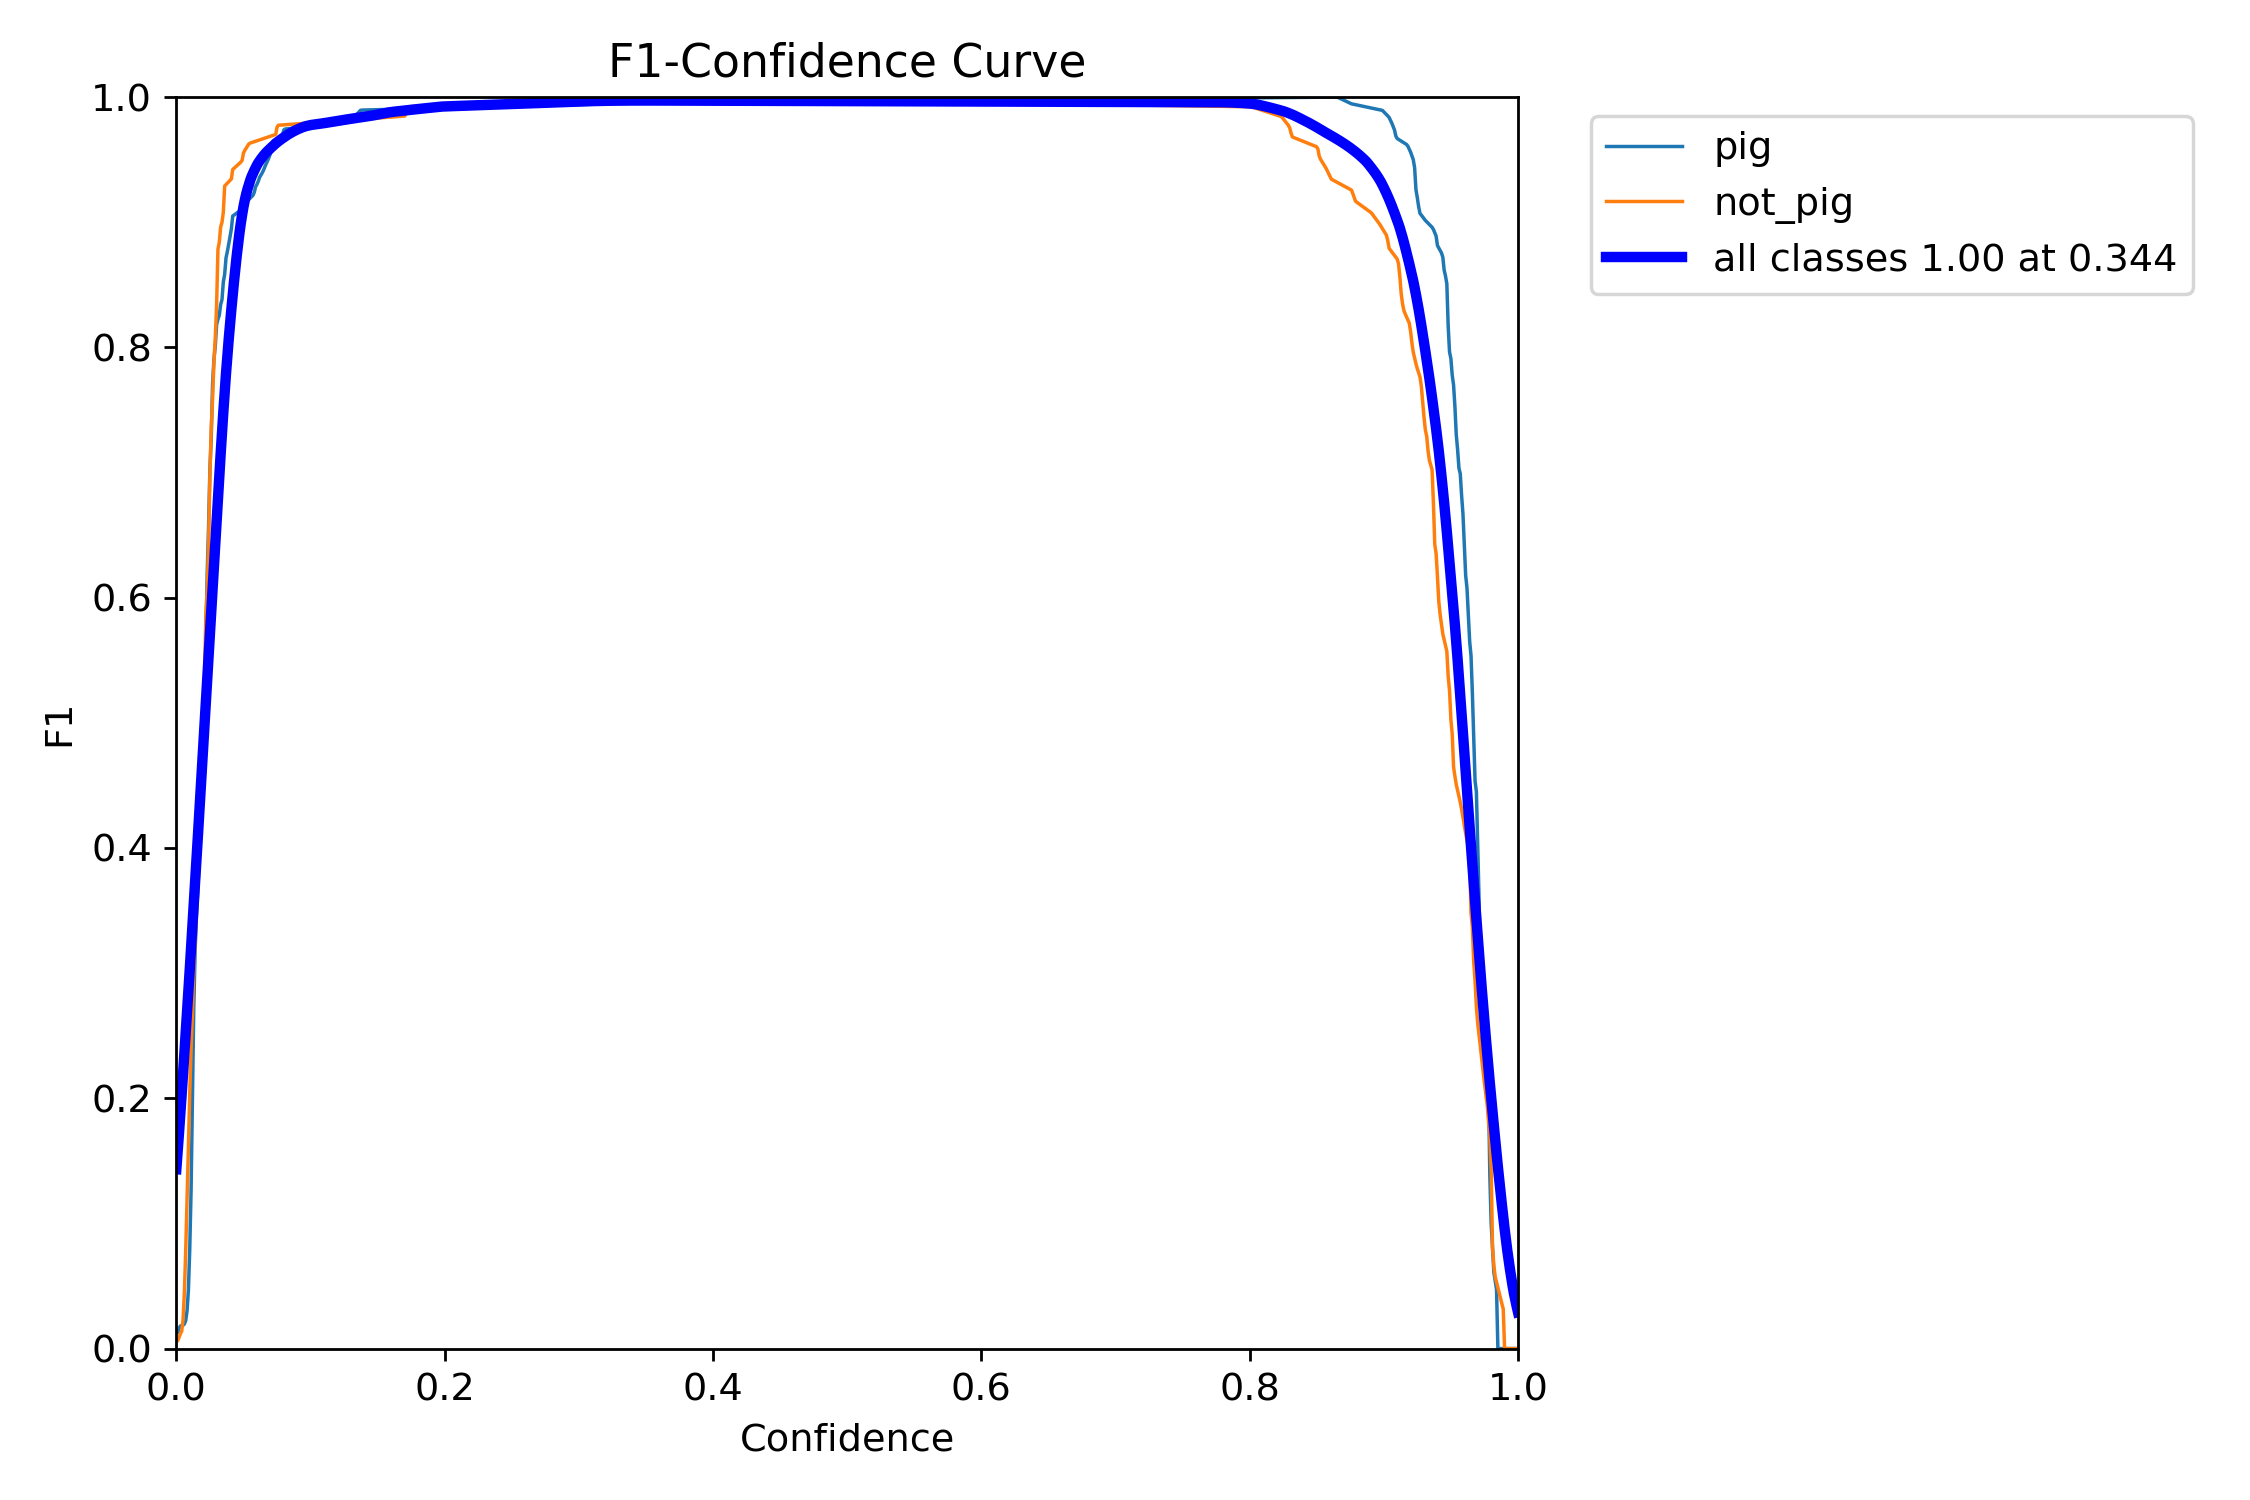 F1-Confidence Curve
1.0
0.8
0.6
0.4
0.2
0.0
F1
0.0 0.2 0.4 0.6 0.8 1.0
Confidence
pig
not_pig
all classes 1.00 at 0.344